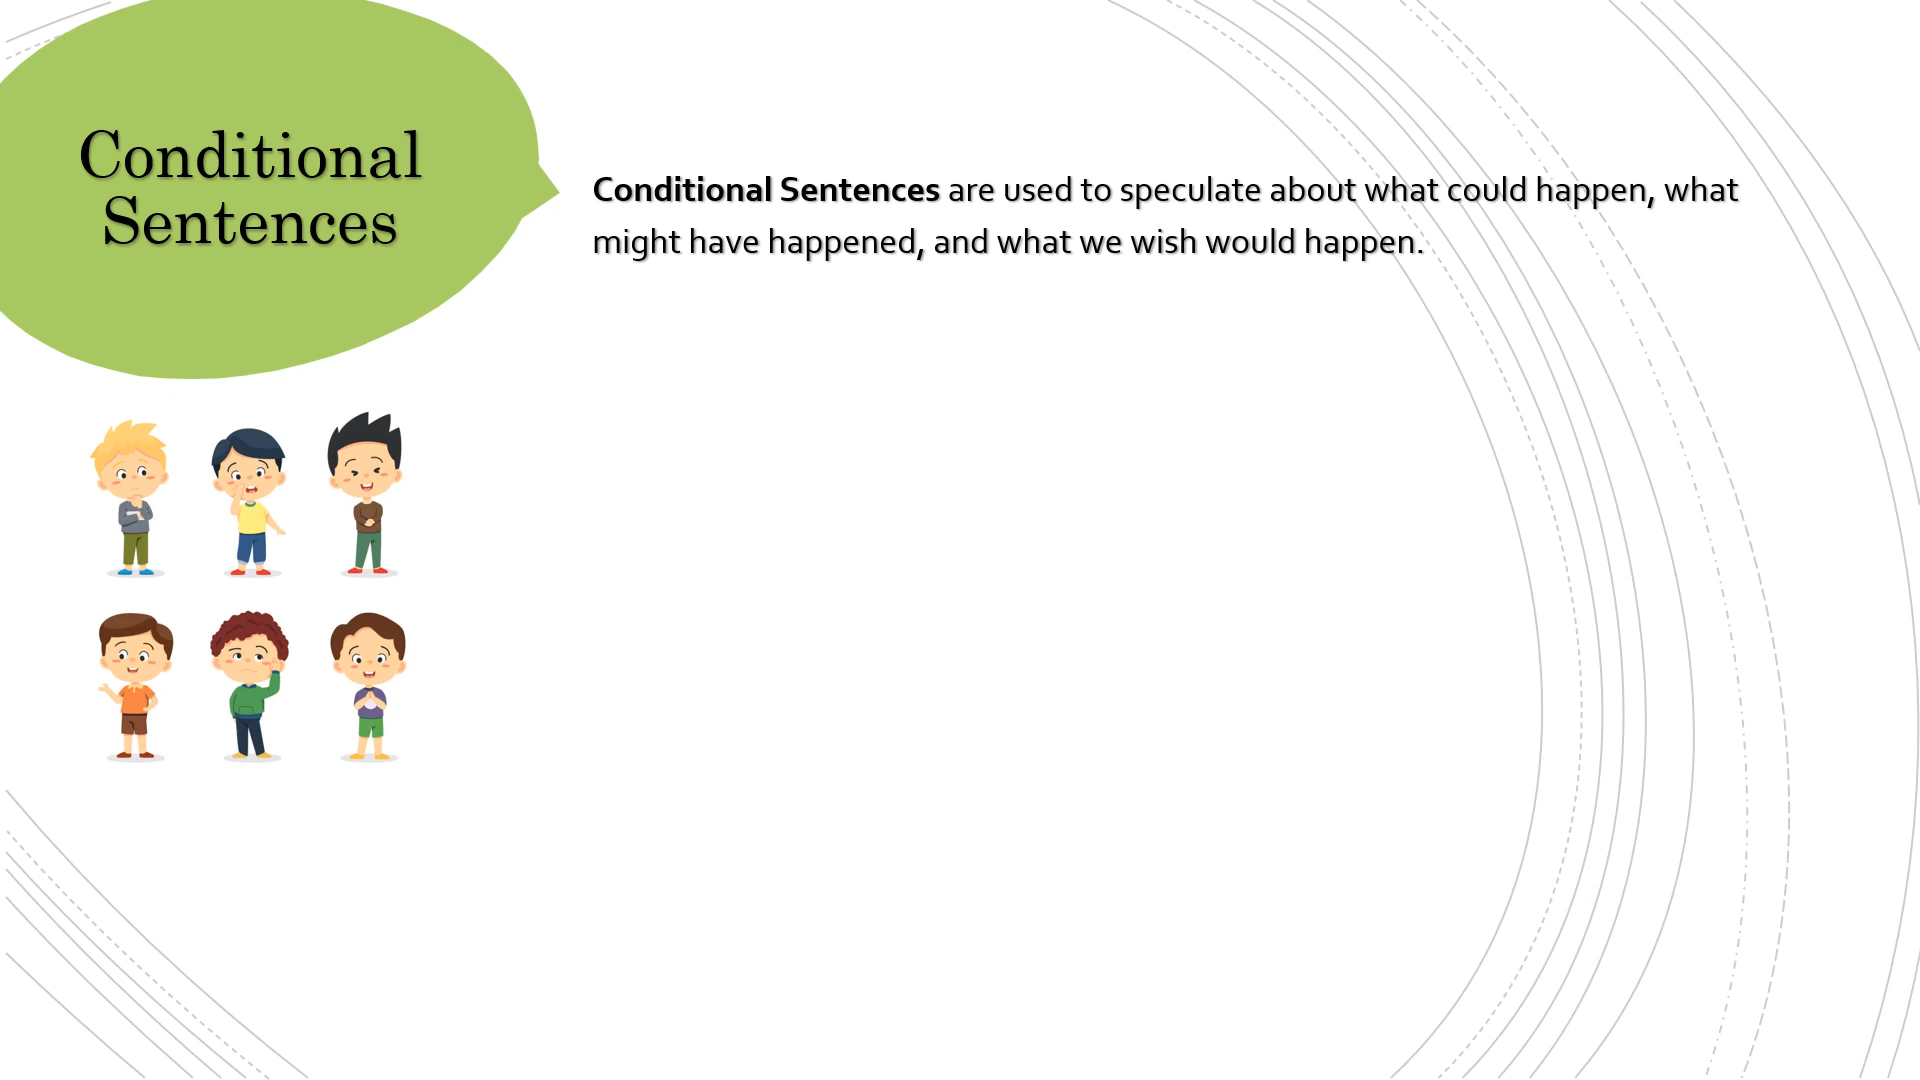 Conditional
Sentences
Conditional Sentences are used to speculate about what could happen, what
might have happened, and what we wish would happen.